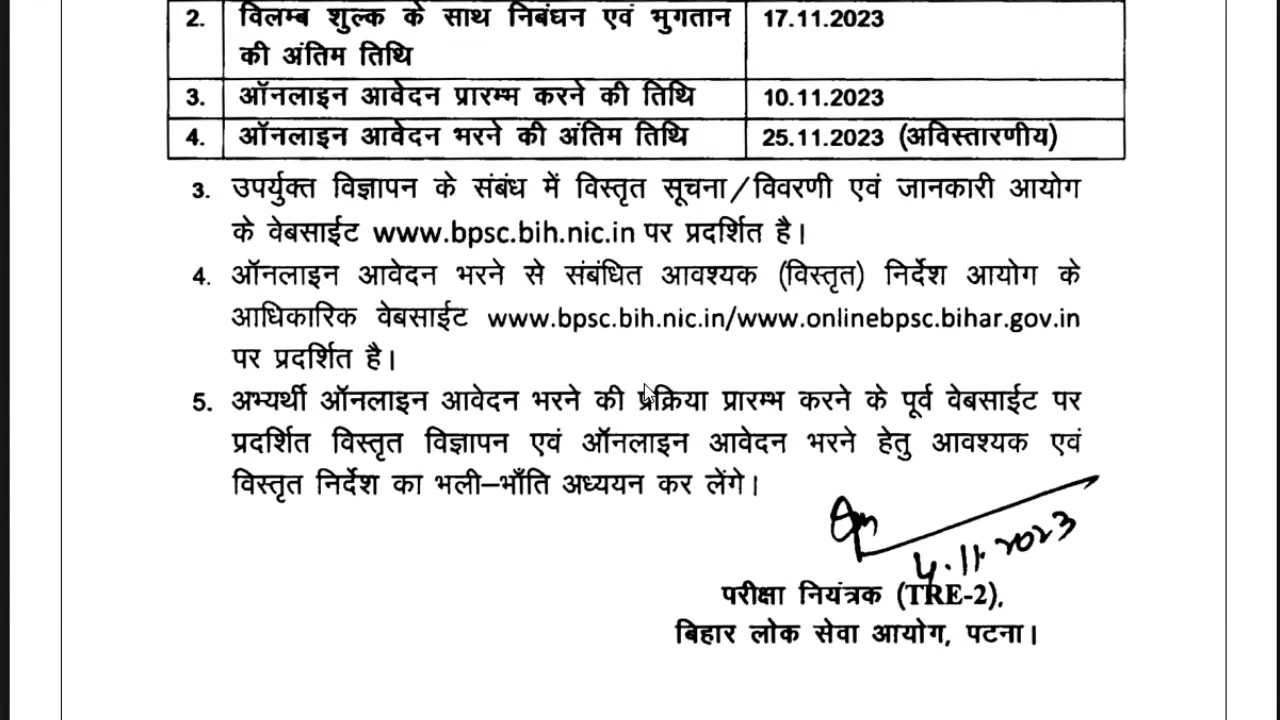 2. विलम्ब शुल्क के साथ निबंधन एवं भुगतान 17.11.2023
की अंतिम तिथि
3. ऑनलाइन आवेदन प्रारम्भ करने की तिथि 10.11.2023
4. ऑनलाइन आवेदन भरने की अंतिम तिथि 25.11.2023 (अविस्तारणीय)
3. उपर्युक्त विज्ञापन के संबंध में विस्तृत सूचना/विवरणी एवं जानकारी आयोग
के वेबसाईट www.bpsc.bih.nic.in पर प्रदर्शित है।
4. ऑनलाइन आवेदन भरने से संबंधित आवश्यक (विस्तृत) निर्देश आयोग के
आधिकारिक वेबसाईट www.bpsc.bih.nic.in/www.onlinebpsc.bihar.gov.in
पर प्रदर्शित है।
5. अभ्यर्थी ऑनलाइन आवेदन भरने की प्रक्रिया प्रारम्भ करने के पूर्व वेबसाईट पर
प्रदर्शित विस्तृत विज्ञापन एवं ऑनलाइन आवेदन भरने हेतु आवश्यक एवं
विस्तृत निर्देश का भली–भाँति अध्ययन कर लेंगे।
4.11.2023
परीक्षा नियंत्रक (TRE-2),
बिहार लोक सेवा आयोग, पटना।